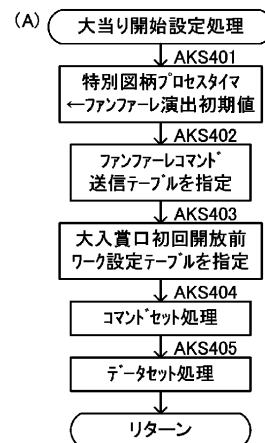 (A)
大当り開始設定処理
AKS401
特別図柄プロセスタイマ
←ファンファーレ演出初期値
AKS402
ファンファーレコマンド
送信テーブルを指定
AKS403
大入賞口初回開放前
ワーク設定テーブルを指定
AKS404
コマンドセット処理
AKS405
データセット処理
リターン